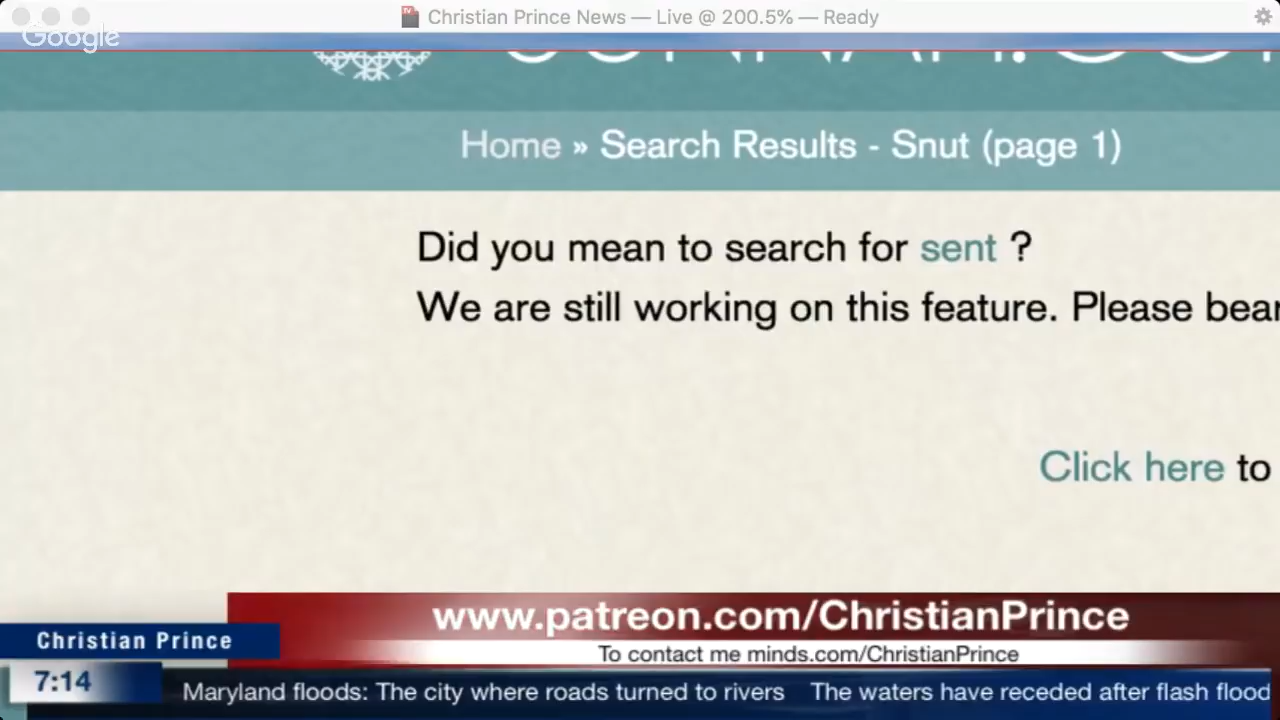 Christian Prince News — Live @ 200.5% — Ready
Google
Home » Search Results - Snut (page 1)
Did you mean to search for sent ?
We are still working on this feature. Please bear
Click here to
www.patreon.com/ChristianPrince
Christian Prince
To contact me minds.com/ChristianPrince
7:14
Maryland floods: The city where roads turned to rivers The waters have receded after flash flood